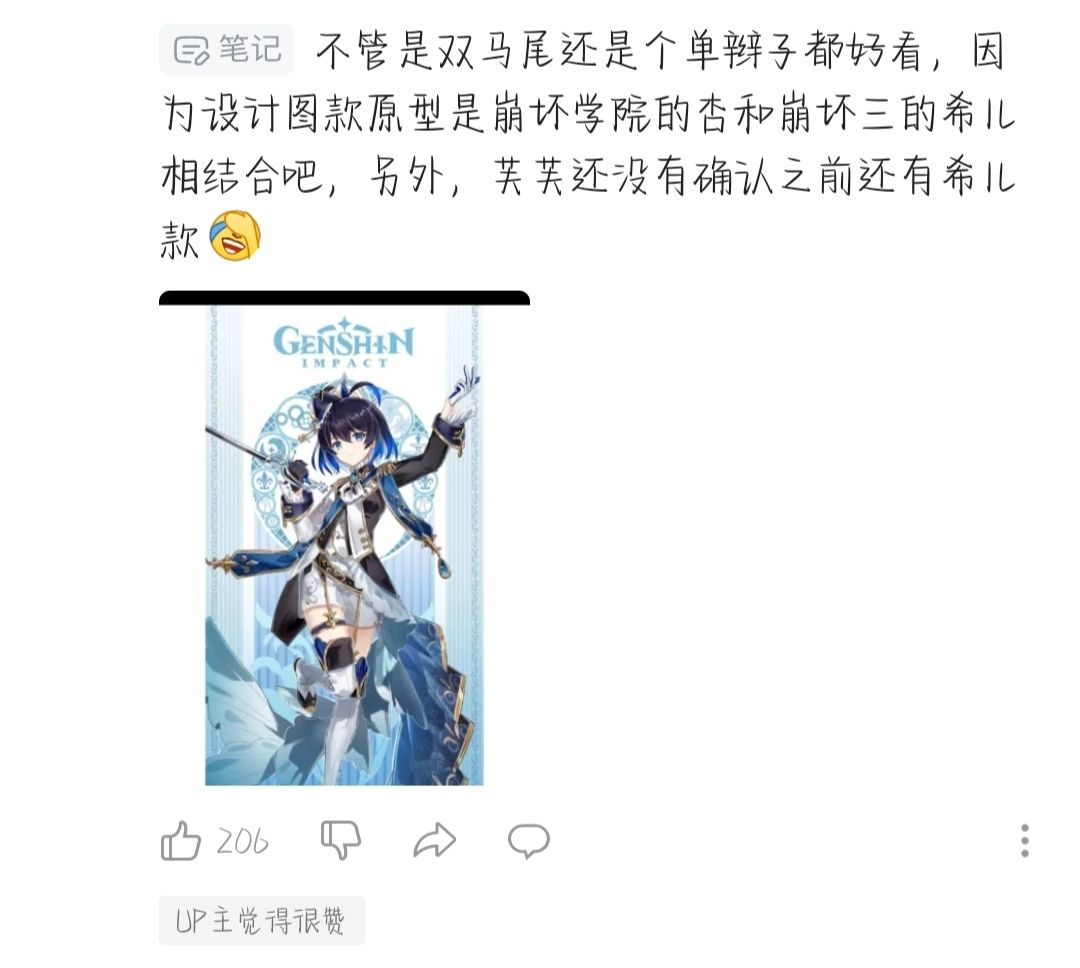 笔记 不管是双马尾还是个单辫子都好看，因
为设计图款原型是崩坏学院的杏和崩坏三的希儿
相结合吧，另外，芙芙还没有确认之前还有希儿
款
GENSHIN
IMPACT
206
UP主觉得很赞